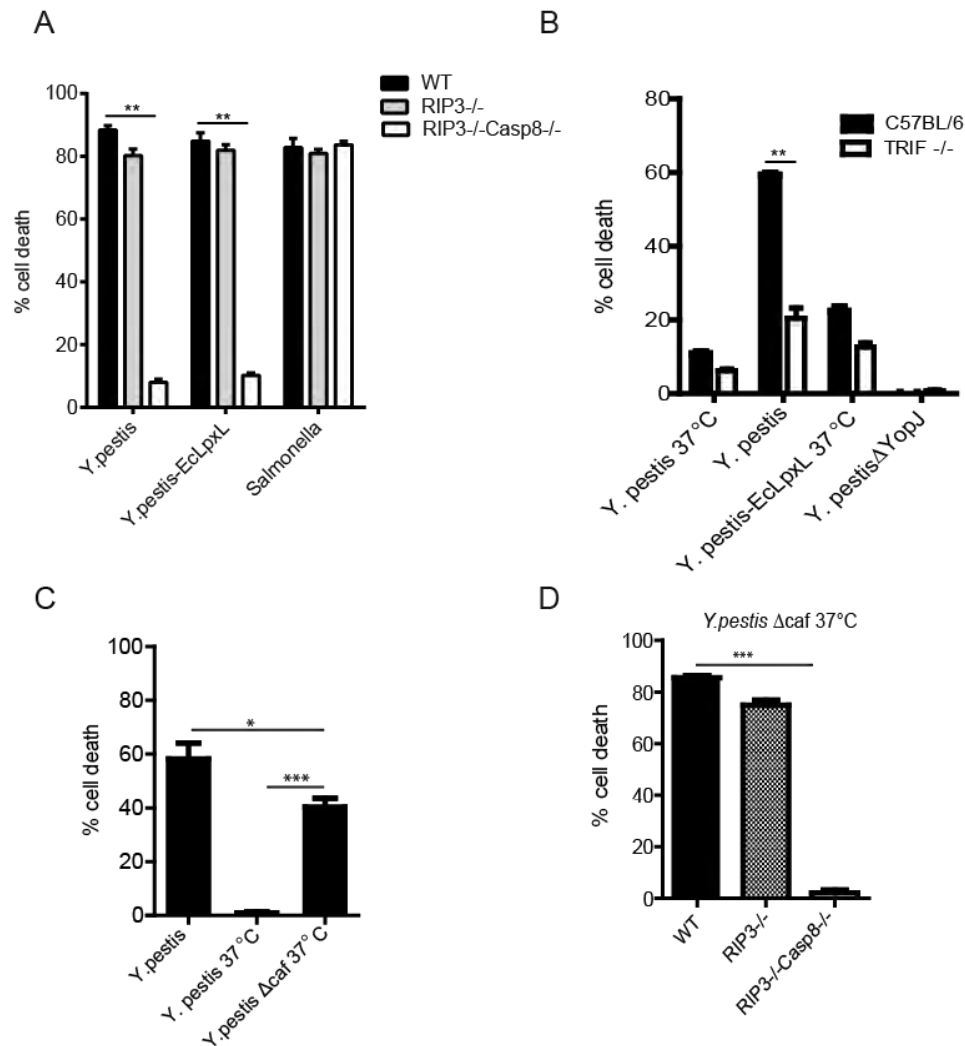 A
WT
RIP3-/-
RIP3-/-Casp8-/-
100
80
60
40
20
0
% cell death
**
**
Y.pestis
Y.pestis-EcLpxL
Salmonella
B
C57BL/6
TRIF -/-
80
60
40
20
0
% cell death
**
Y. pestis 37°C
Y. pestis
Y. pestis-EcLpxL 37°C
Y. pestisΔYopJ
C
100
80
60
40
20
0
% cell death
*
***
Y.pestis
Y. pestis 37°C
Y.pestis Δcaf 37°C
D
Y.pestis Δcaf 37°C
100
80
60
40
20
0
% cell death
***
WT
RIP3-/-
RIP3-/-Casp8-/-